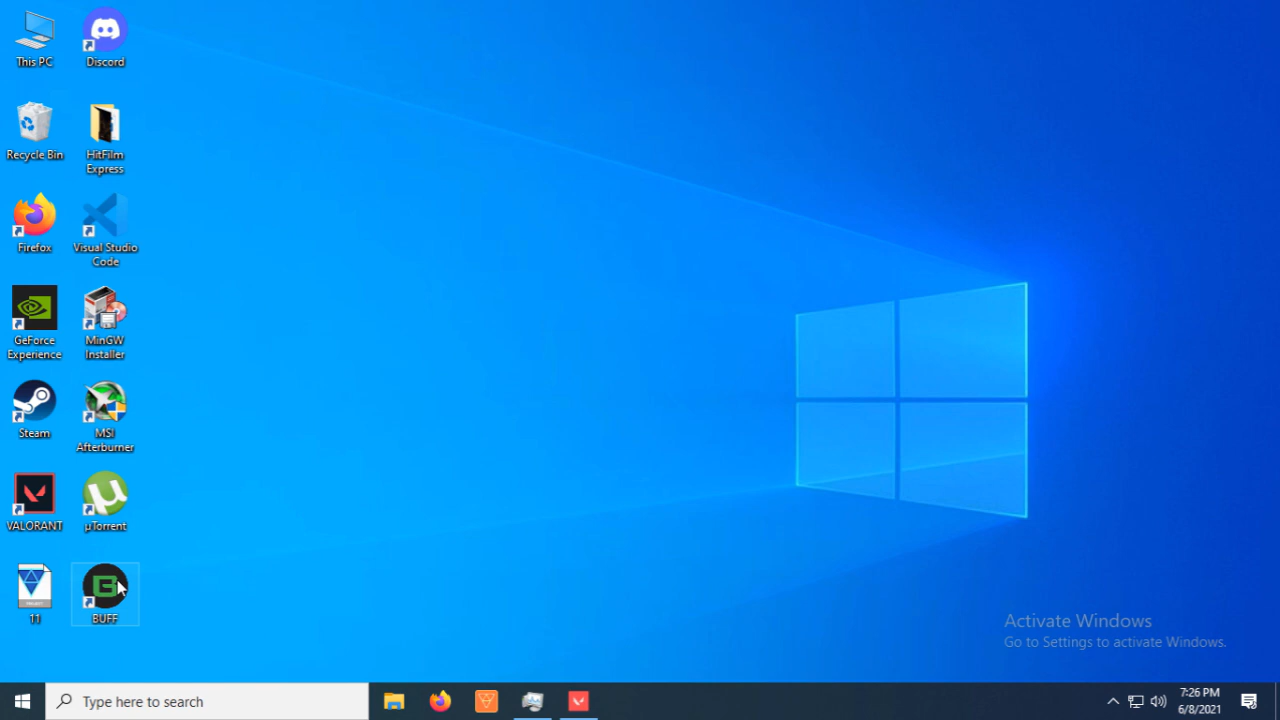 This PC
Discord
Recycle Bin
HitFilm
Express
Firefox
Visual Studio
Code
GeForce
Experience
MinGW
Installer
Steam
MSI
Afterburner
VALORANT
µTorrent
11
BUFF
Activate Windows
Go to Settings to activate Windows.
Type here to search
7:26 PM
6/8/2021